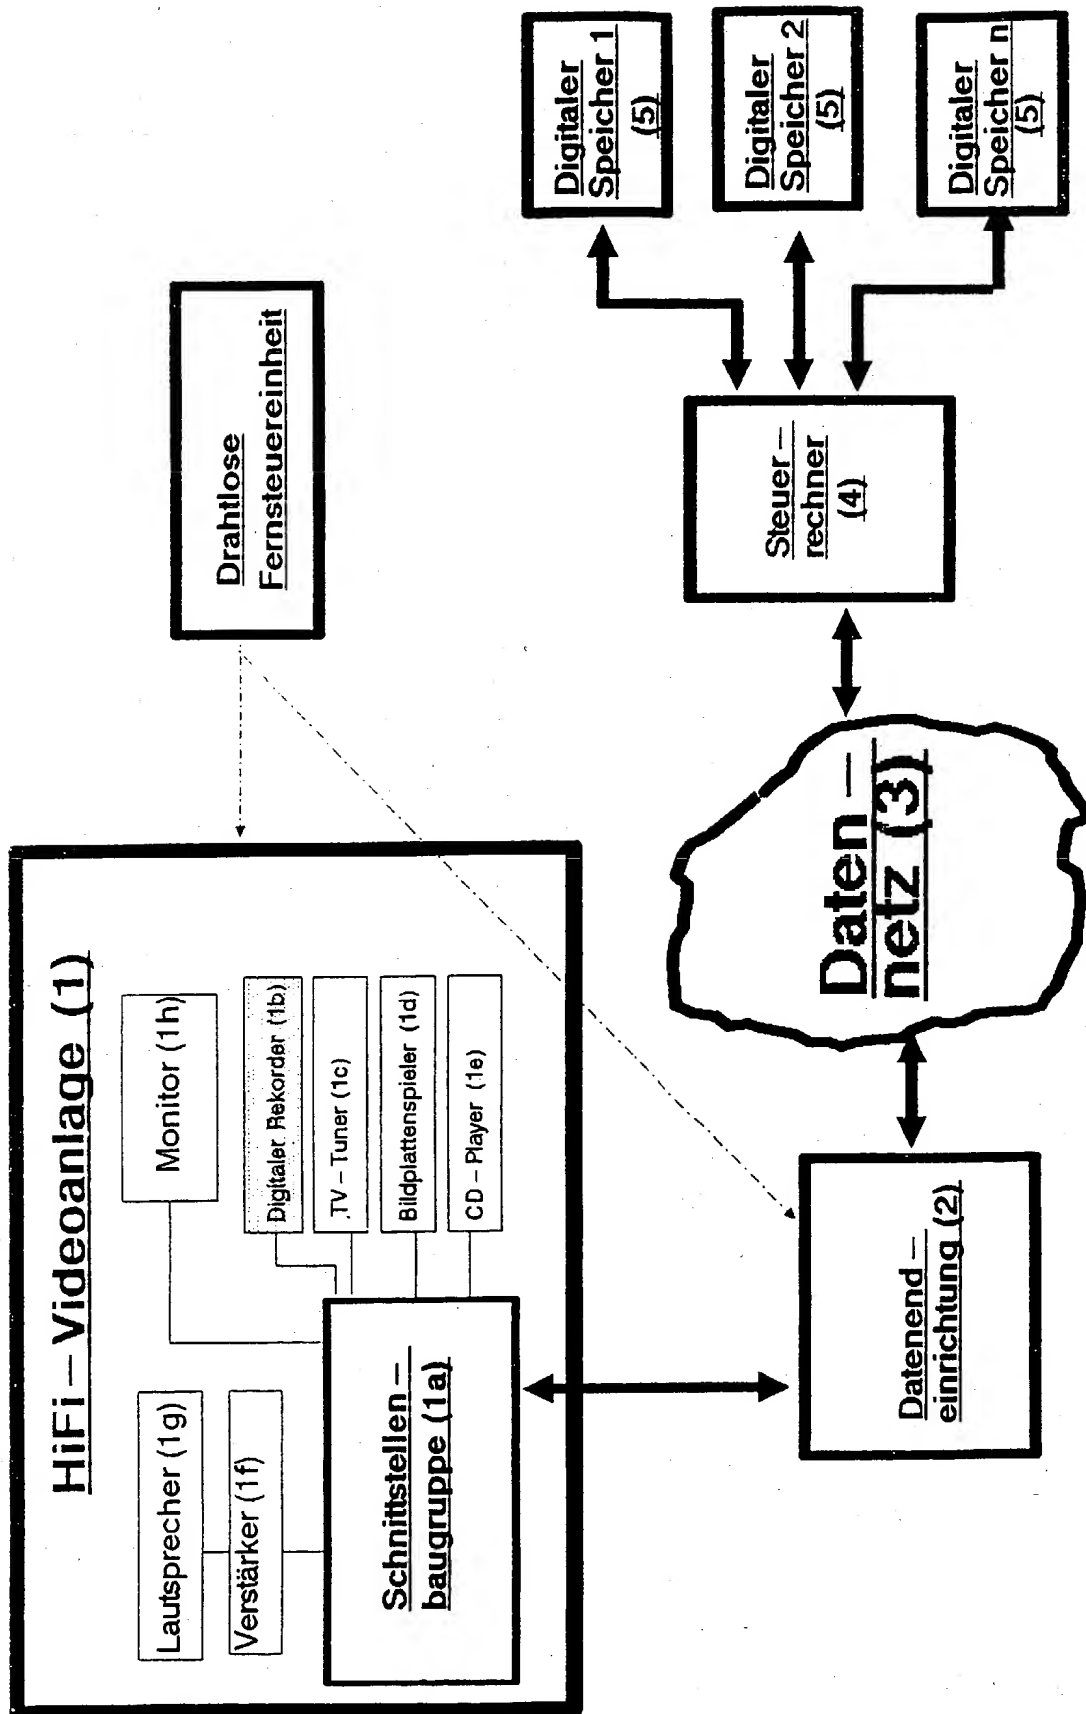 HiFi – Videoanlage (1)
Lautsprecher (1g)
Verstärker (1f)
Monitor (1h)
Schnittstellen –
baugruppe (1a)
Digitaler Rekorder (1b)
TV – Tuner (1c)
Bildplattenspieler (1d)
CD – Player (1e)
Drahtlose
Fernsteuereinheit
Datenend –
einrichtung (2)
Daten –
netz (3)
Steuer –
rechner
(4)
Digitaler
Speicher 1
(5)
Digitaler
Speicher 2
(5)
Digitaler
Speicher n
(5)